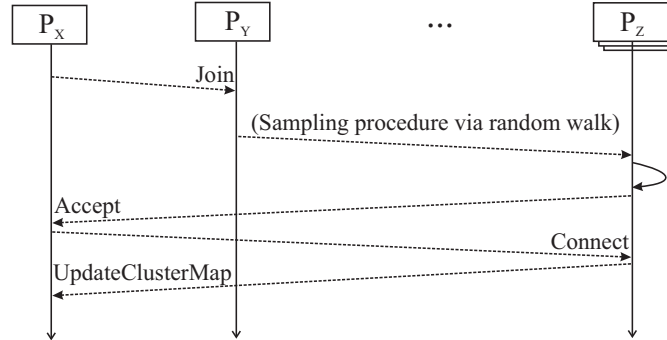 P_X P_Y ... P_Z
Join
(Sampling procedure via random walk)
Accept
Connect
UpdateClusterMap